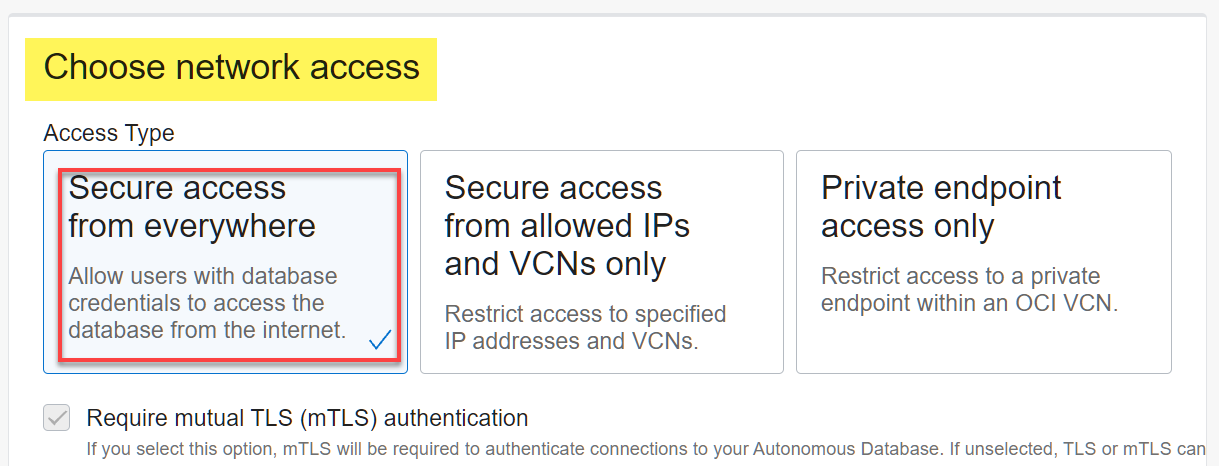 Choose network access
Access Type
Secure access
from everywhere
Allow users with database
credentials to access the
database from the internet.
Secure access
from allowed IPs
and VCNs only
Restrict access to specified
IP addresses and VCNs.
Private endpoint
access only
Restrict access to a private
endpoint within an OCI VCN.
Require mutual TLS (mTLS) authentication
If you select this option, mTLS will be required to authenticate connections to your Autonomous Database. If unselected, TLS or mTLS can